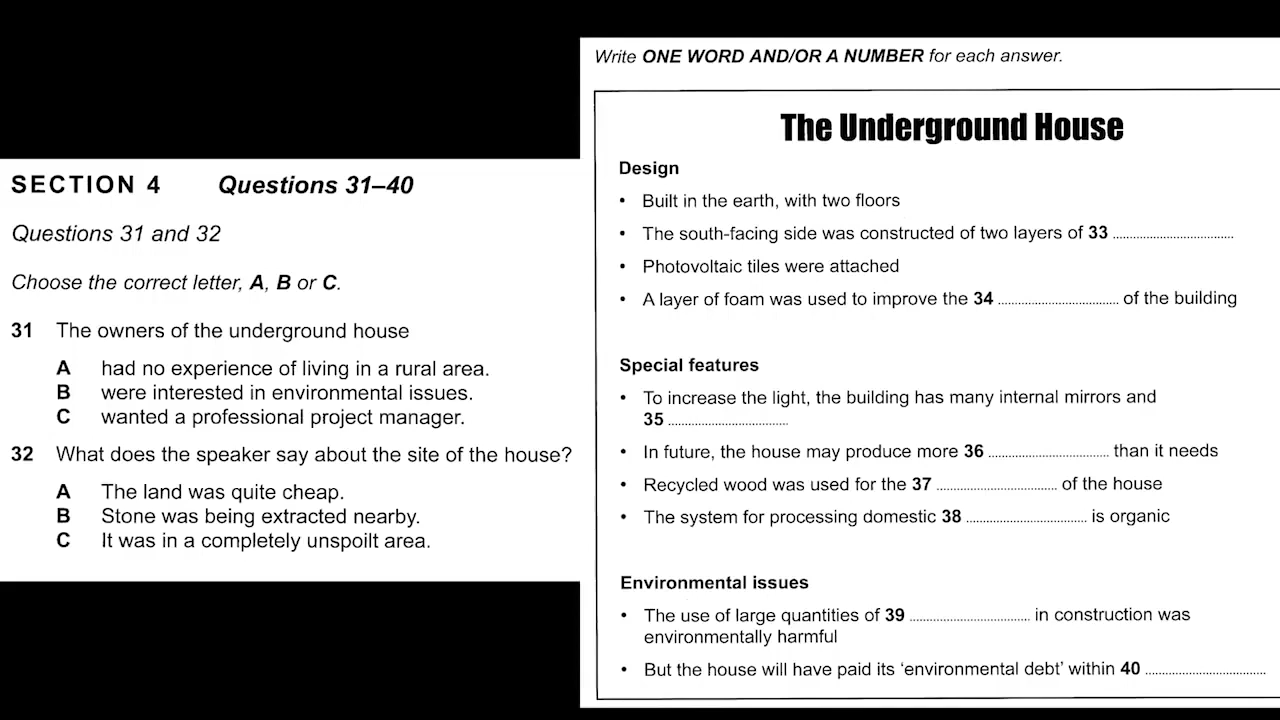 SECTION 4 Questions 31–40
Questions 31 and 32
Choose the correct letter, A, B or C.
31 The owners of the underground house
A had no experience of living in a rural area.
B were interested in environmental issues.
C wanted a professional project manager.
32 What does the speaker say about the site of the house?
A The land was quite cheap.
B Stone was being extracted nearby.
C It was in a completely unspoilt area.
Write ONE WORD AND/OR A NUMBER for each answer.
The Underground House
Design
• Built in the earth, with two floors
• The south-facing side was constructed of two layers of 33 ..................................
• Photovoltaic tiles were attached
• A layer of foam was used to improve the 34 .................................. of the building
Special features
• To increase the light, the building has many internal mirrors and
35 ..................................
• In future, the house may produce more 36 .................................. than it needs
• Recycled wood was used for the 37 .................................. of the house
• The system for processing domestic 38 .................................. is organic
Environmental issues
• The use of large quantities of 39 .................................. in construction was
environmentally harmful
• But the house will have paid its ‘environmental debt’ within 40 ..................................